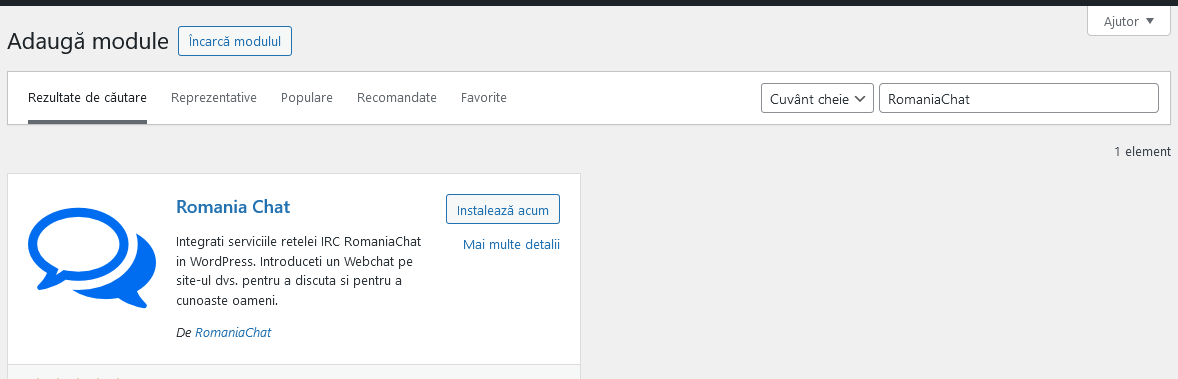 Ajutor
Adaugă module
Încarcă modulul
Rezultate de căutare
Reprezentative
Populare
Recomandate
Favorite
Cuvânt cheie
RomaniaChat
1 element
Romania Chat
Instalează acum
Mai multe detalii
Integrati serviciile retelei IRC RomaniaChat
in WordPress. Introduceti un Webchat pe
site-ul dvs. pentru a discuta si pentru a
cunoaste oameni.
De RomaniaChat